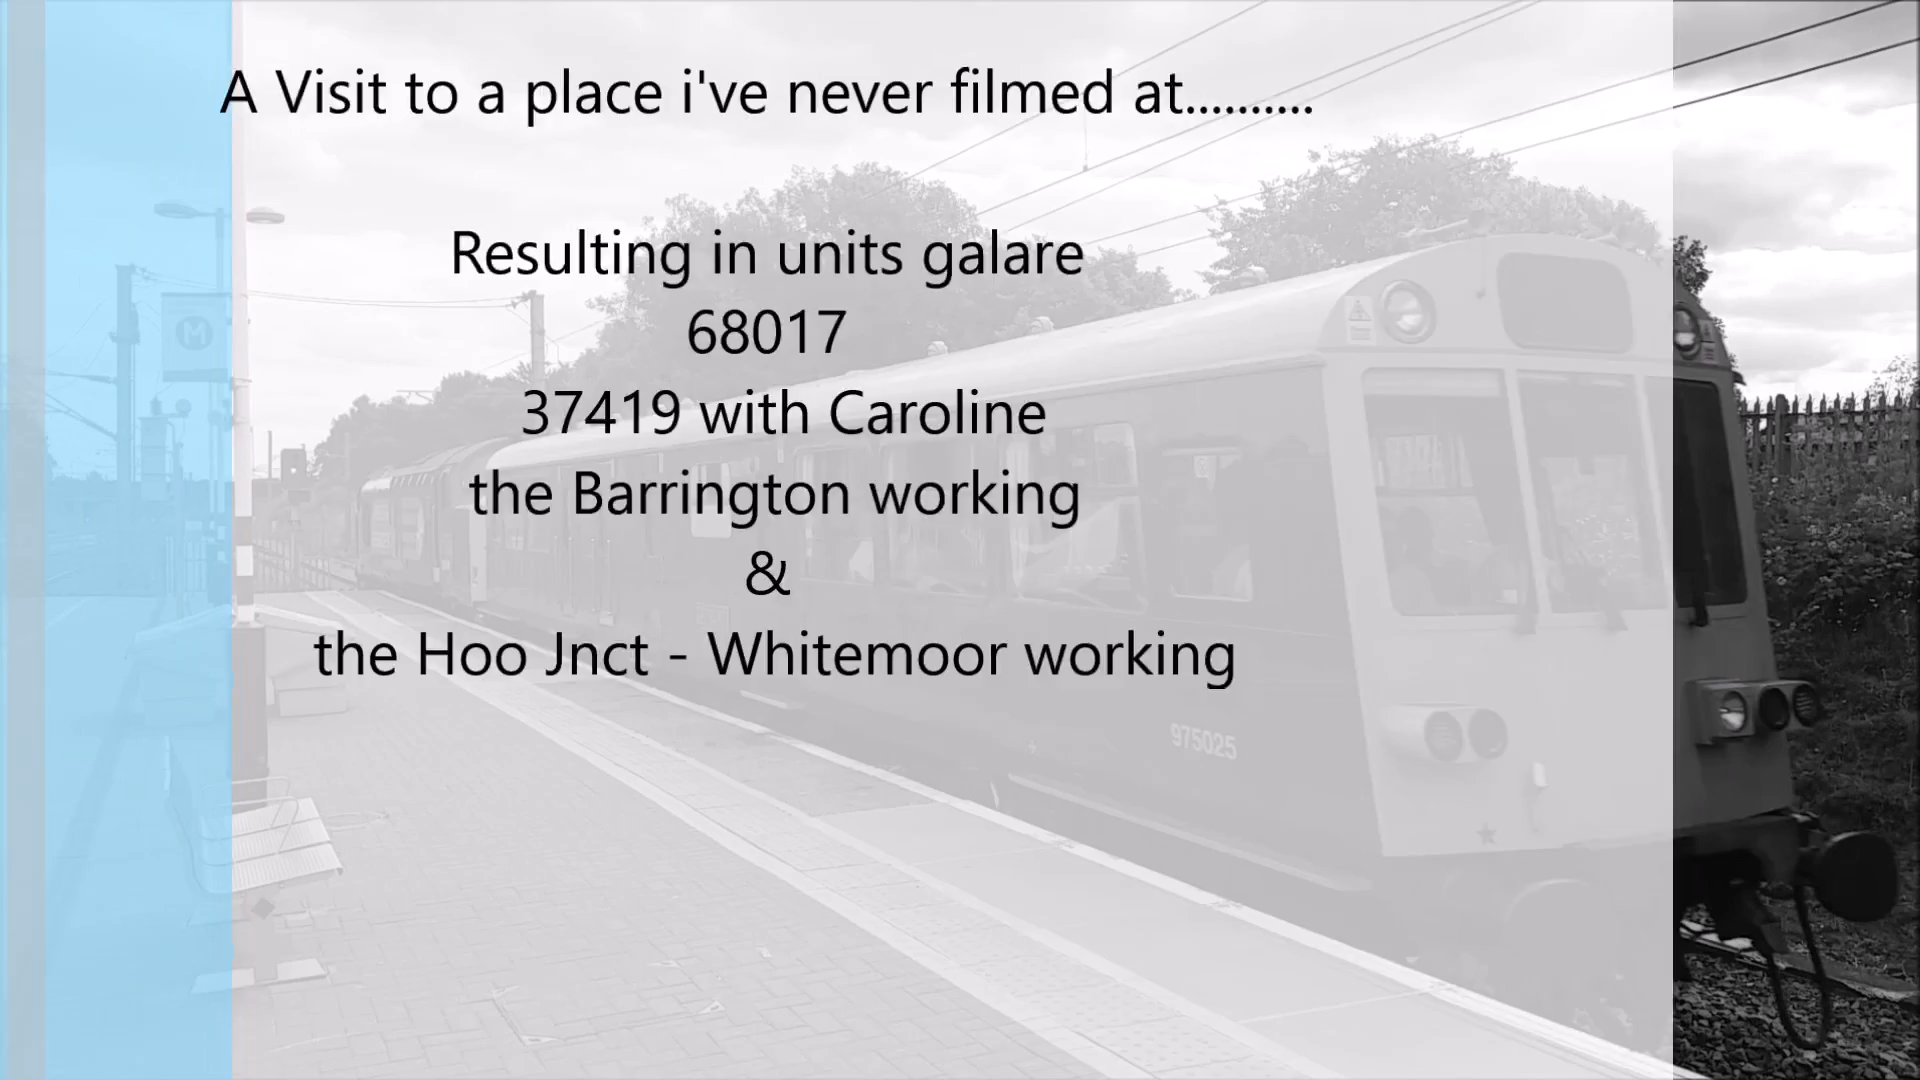 A Visit to a place i've never filmed at..........
Resulting in units galare
68017
37419 with Caroline
the Barrington working
&
the Hoo Jnct - Whitemoor working
M
975025